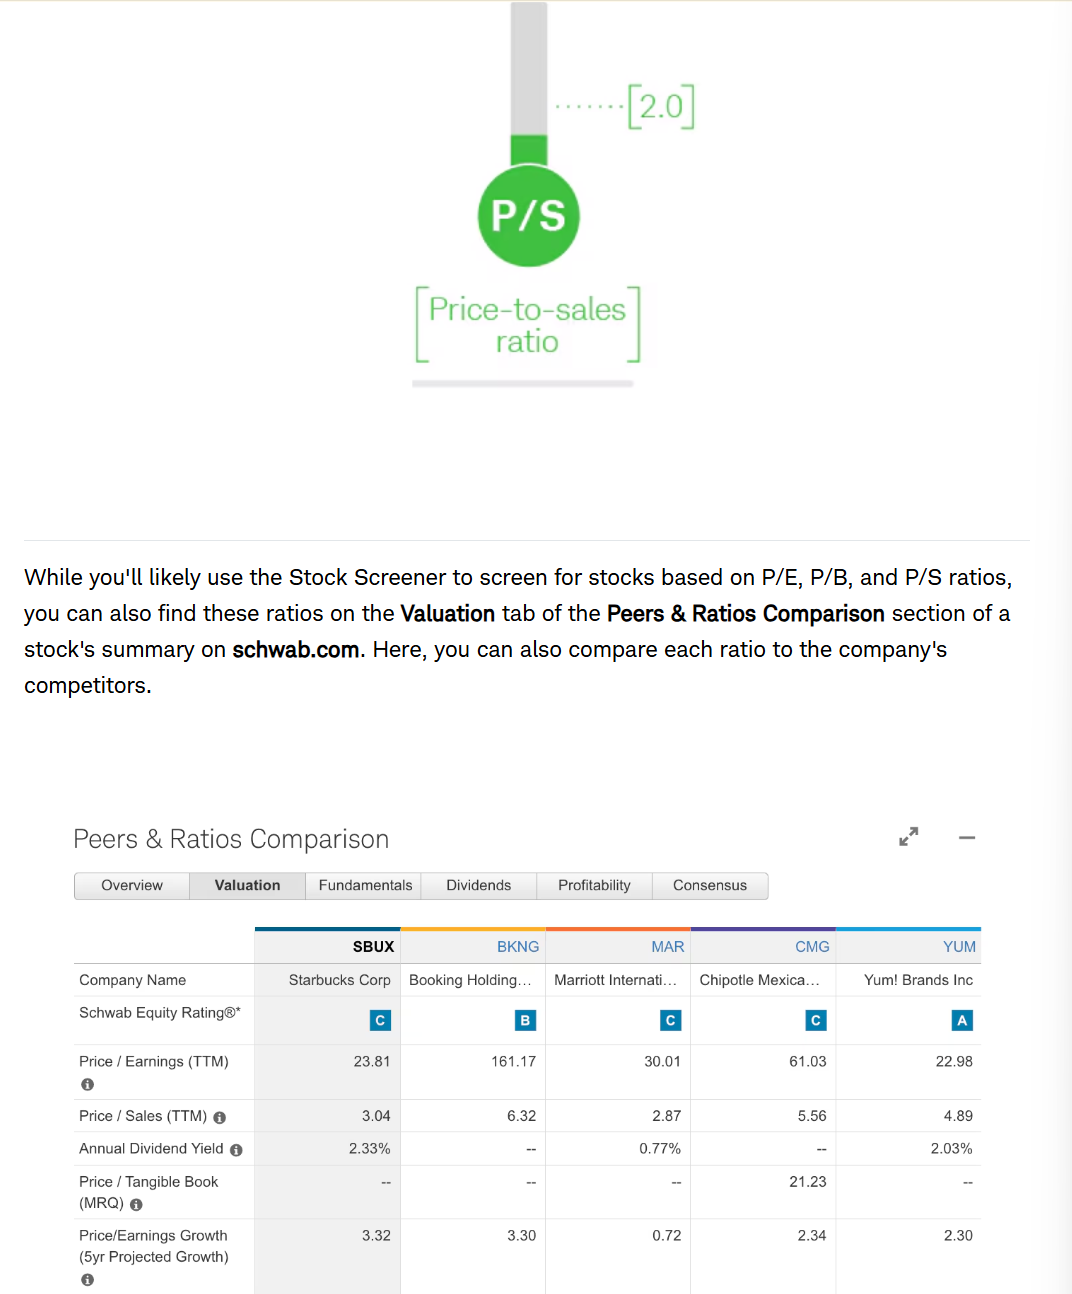 [2.0]
P/S
[Price-to-sales
ratio]
While you'll likely use the Stock Screener to screen for stocks based on P/E, P/B, and P/S ratios,
you can also find these ratios on the Valuation tab of the Peers & Ratios Comparison section of a
stock's summary on schwab.com. Here, you can also compare each ratio to the company's
competitors.
Peers & Ratios Comparison
Overview Valuation Fundamentals Dividends Profitability Consensus
SBUX BKNG MAR CMG YUM
Company Name Starbucks Corp Booking Holding... Marriott Internati... Chipotle Mexica... Yum! Brands Inc
Schwab Equity Rating®* C B C C A
Price / Earnings (TTM) 23.81 161.17 30.01 61.03 22.98
Price / Sales (TTM) 3.04 6.32 2.87 5.56 4.89
Annual Dividend Yield 2.33% -- 0.77% -- 2.03%
Price / Tangible Book
(MRQ) -- -- -- 21.23 --
Price/Earnings Growth
(5yr Projected Growth) 3.32 3.30 0.72 2.34 2.30